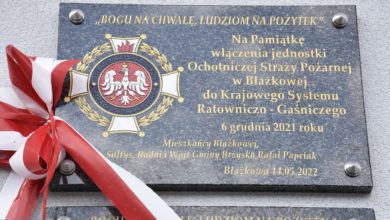 „BOGU NA CHWAŁĘ, LUDZIOM NA POŻYTEK”
Na Pamiątkę
włączenia jednostki
Ochotniczej Straży Pożarnej
w Błażkowej
do Krajowego Systemu
Ratowniczo - Gaśniczego
6 grudnia 2021 roku
Mieszkańcy Błażkowej,
Sołtys, Radni i Wójt Gminy Brzyska Rafał Papciak
Błażkowa 14.05.2022